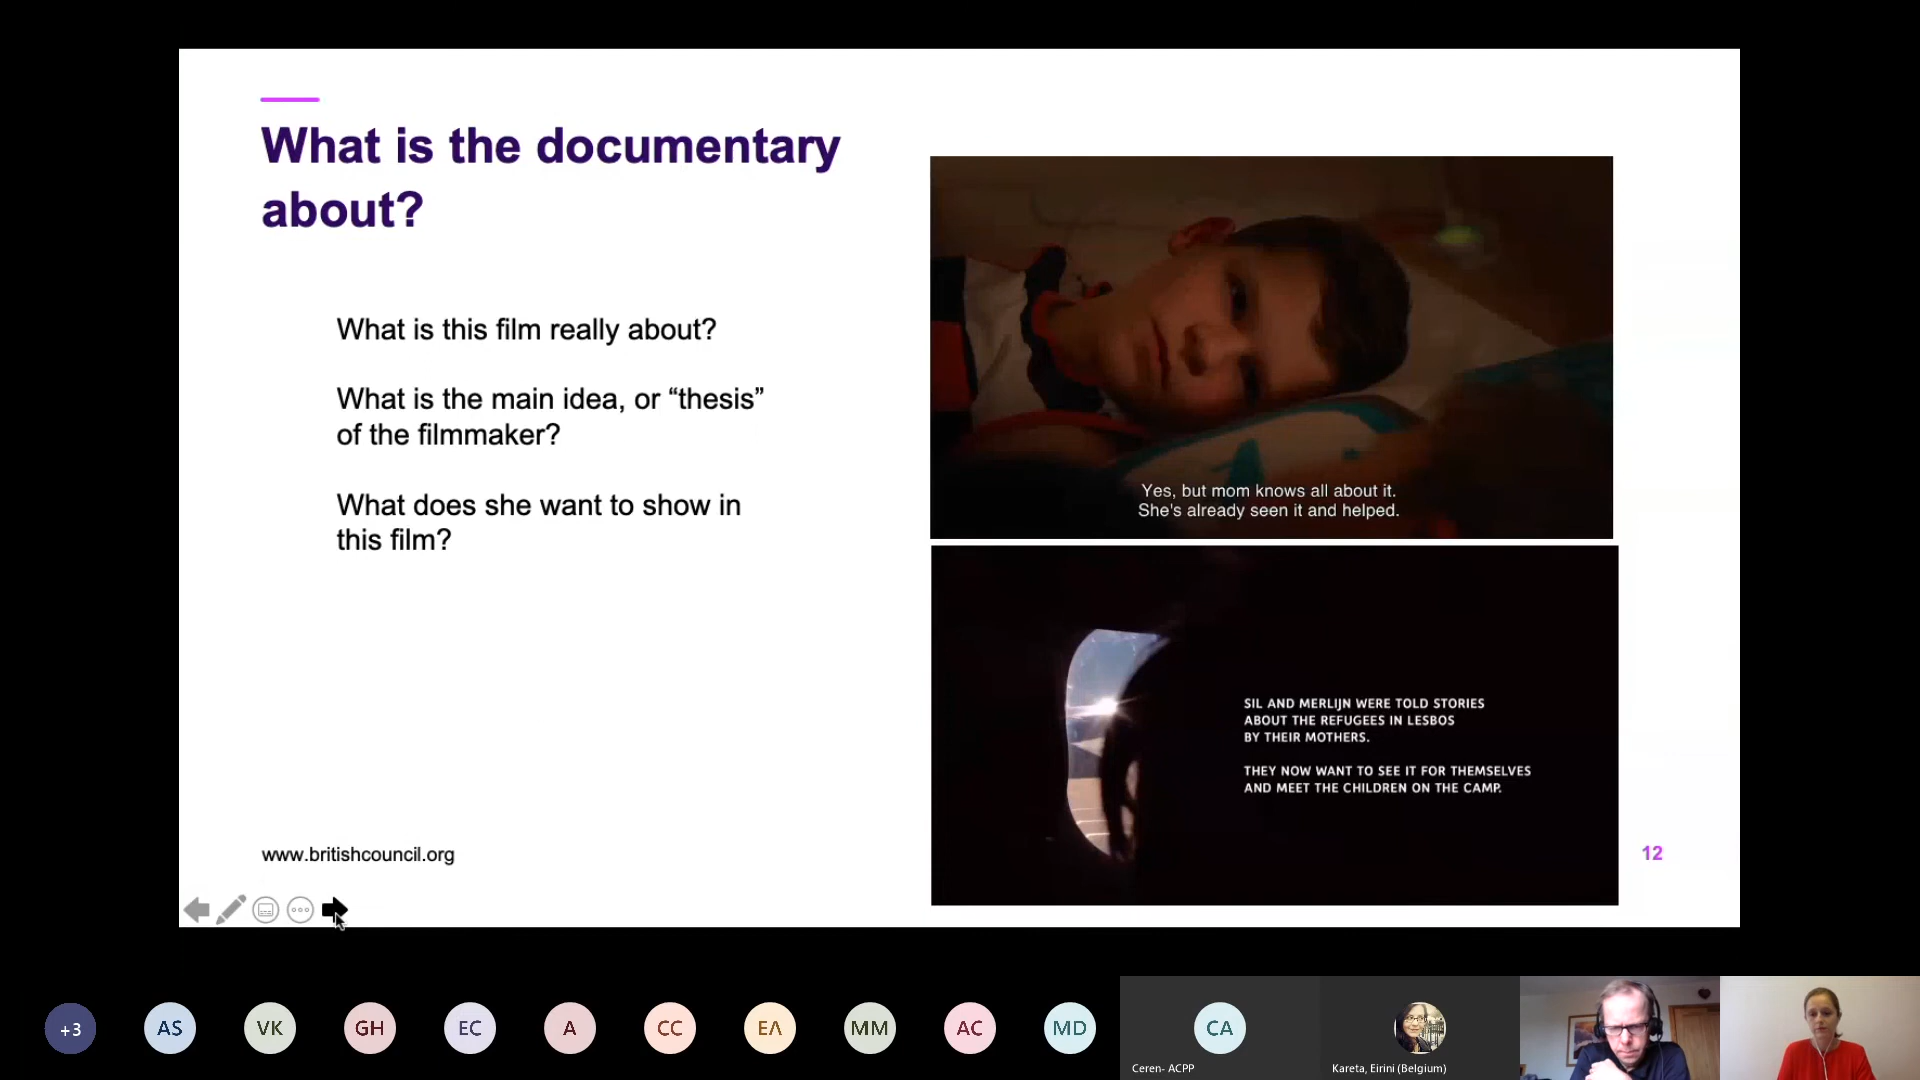 What is the documentary
about?
What is this film really about?
What is the main idea, or “thesis”
of the filmmaker?
What does she want to show in
this film?
Yes, but mom knows all about it.
She's already seen it and helped.
SIL AND MERLIJN WERE TOLD STORIES
ABOUT THE REFUGEES IN LESBOS
BY THEIR MOTHERS.
THEY NOW WANT TO SEE IT FOR THEMSELVES
AND MEET THE CHILDREN ON THE CAMP.
www.britishcouncil.org
12
+3
AS
VK
GH
EC
A
CC
ΕΛ
MM
AC
MD
CA
Ceren- ACPP
Kareta, Eirini (Belgium)